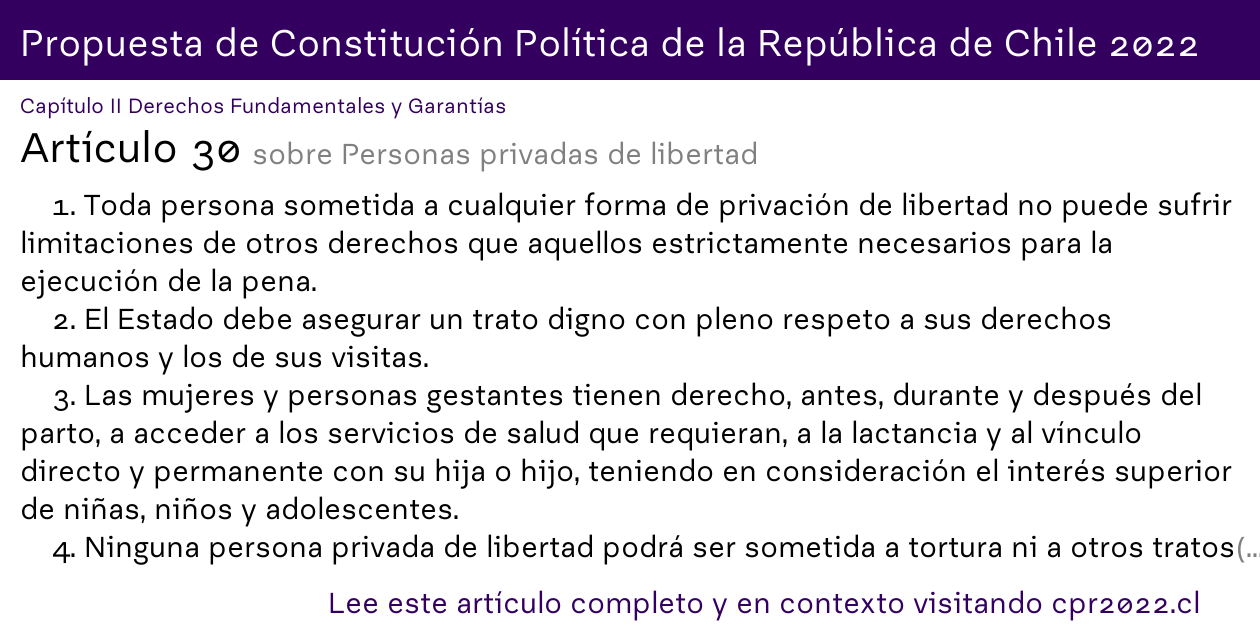 Propuesta de Constitución Política de la República de Chile 2022
Capítulo II Derechos Fundamentales y Garantías
Artículo 30 sobre Personas privadas de libertad
1. Toda persona sometida a cualquier forma de privación de libertad no puede sufrir
limitaciones de otros derechos que aquellos estrictamente necesarios para la
ejecución de la pena.
2. El Estado debe asegurar un trato digno con pleno respeto a sus derechos
humanos y los de sus visitas.
3. Las mujeres y personas gestantes tienen derecho, antes, durante y después del
parto, a acceder a los servicios de salud que requieran, a la lactancia y al vínculo
directo y permanente con su hija o hijo, teniendo en consideración el interés superior
de niñas, niños y adolescentes.
4. Ninguna persona privada de libertad podrá ser sometida a tortura ni a otros tratos(...
Lee este artículo completo y en contexto visitando cpr2022.cl